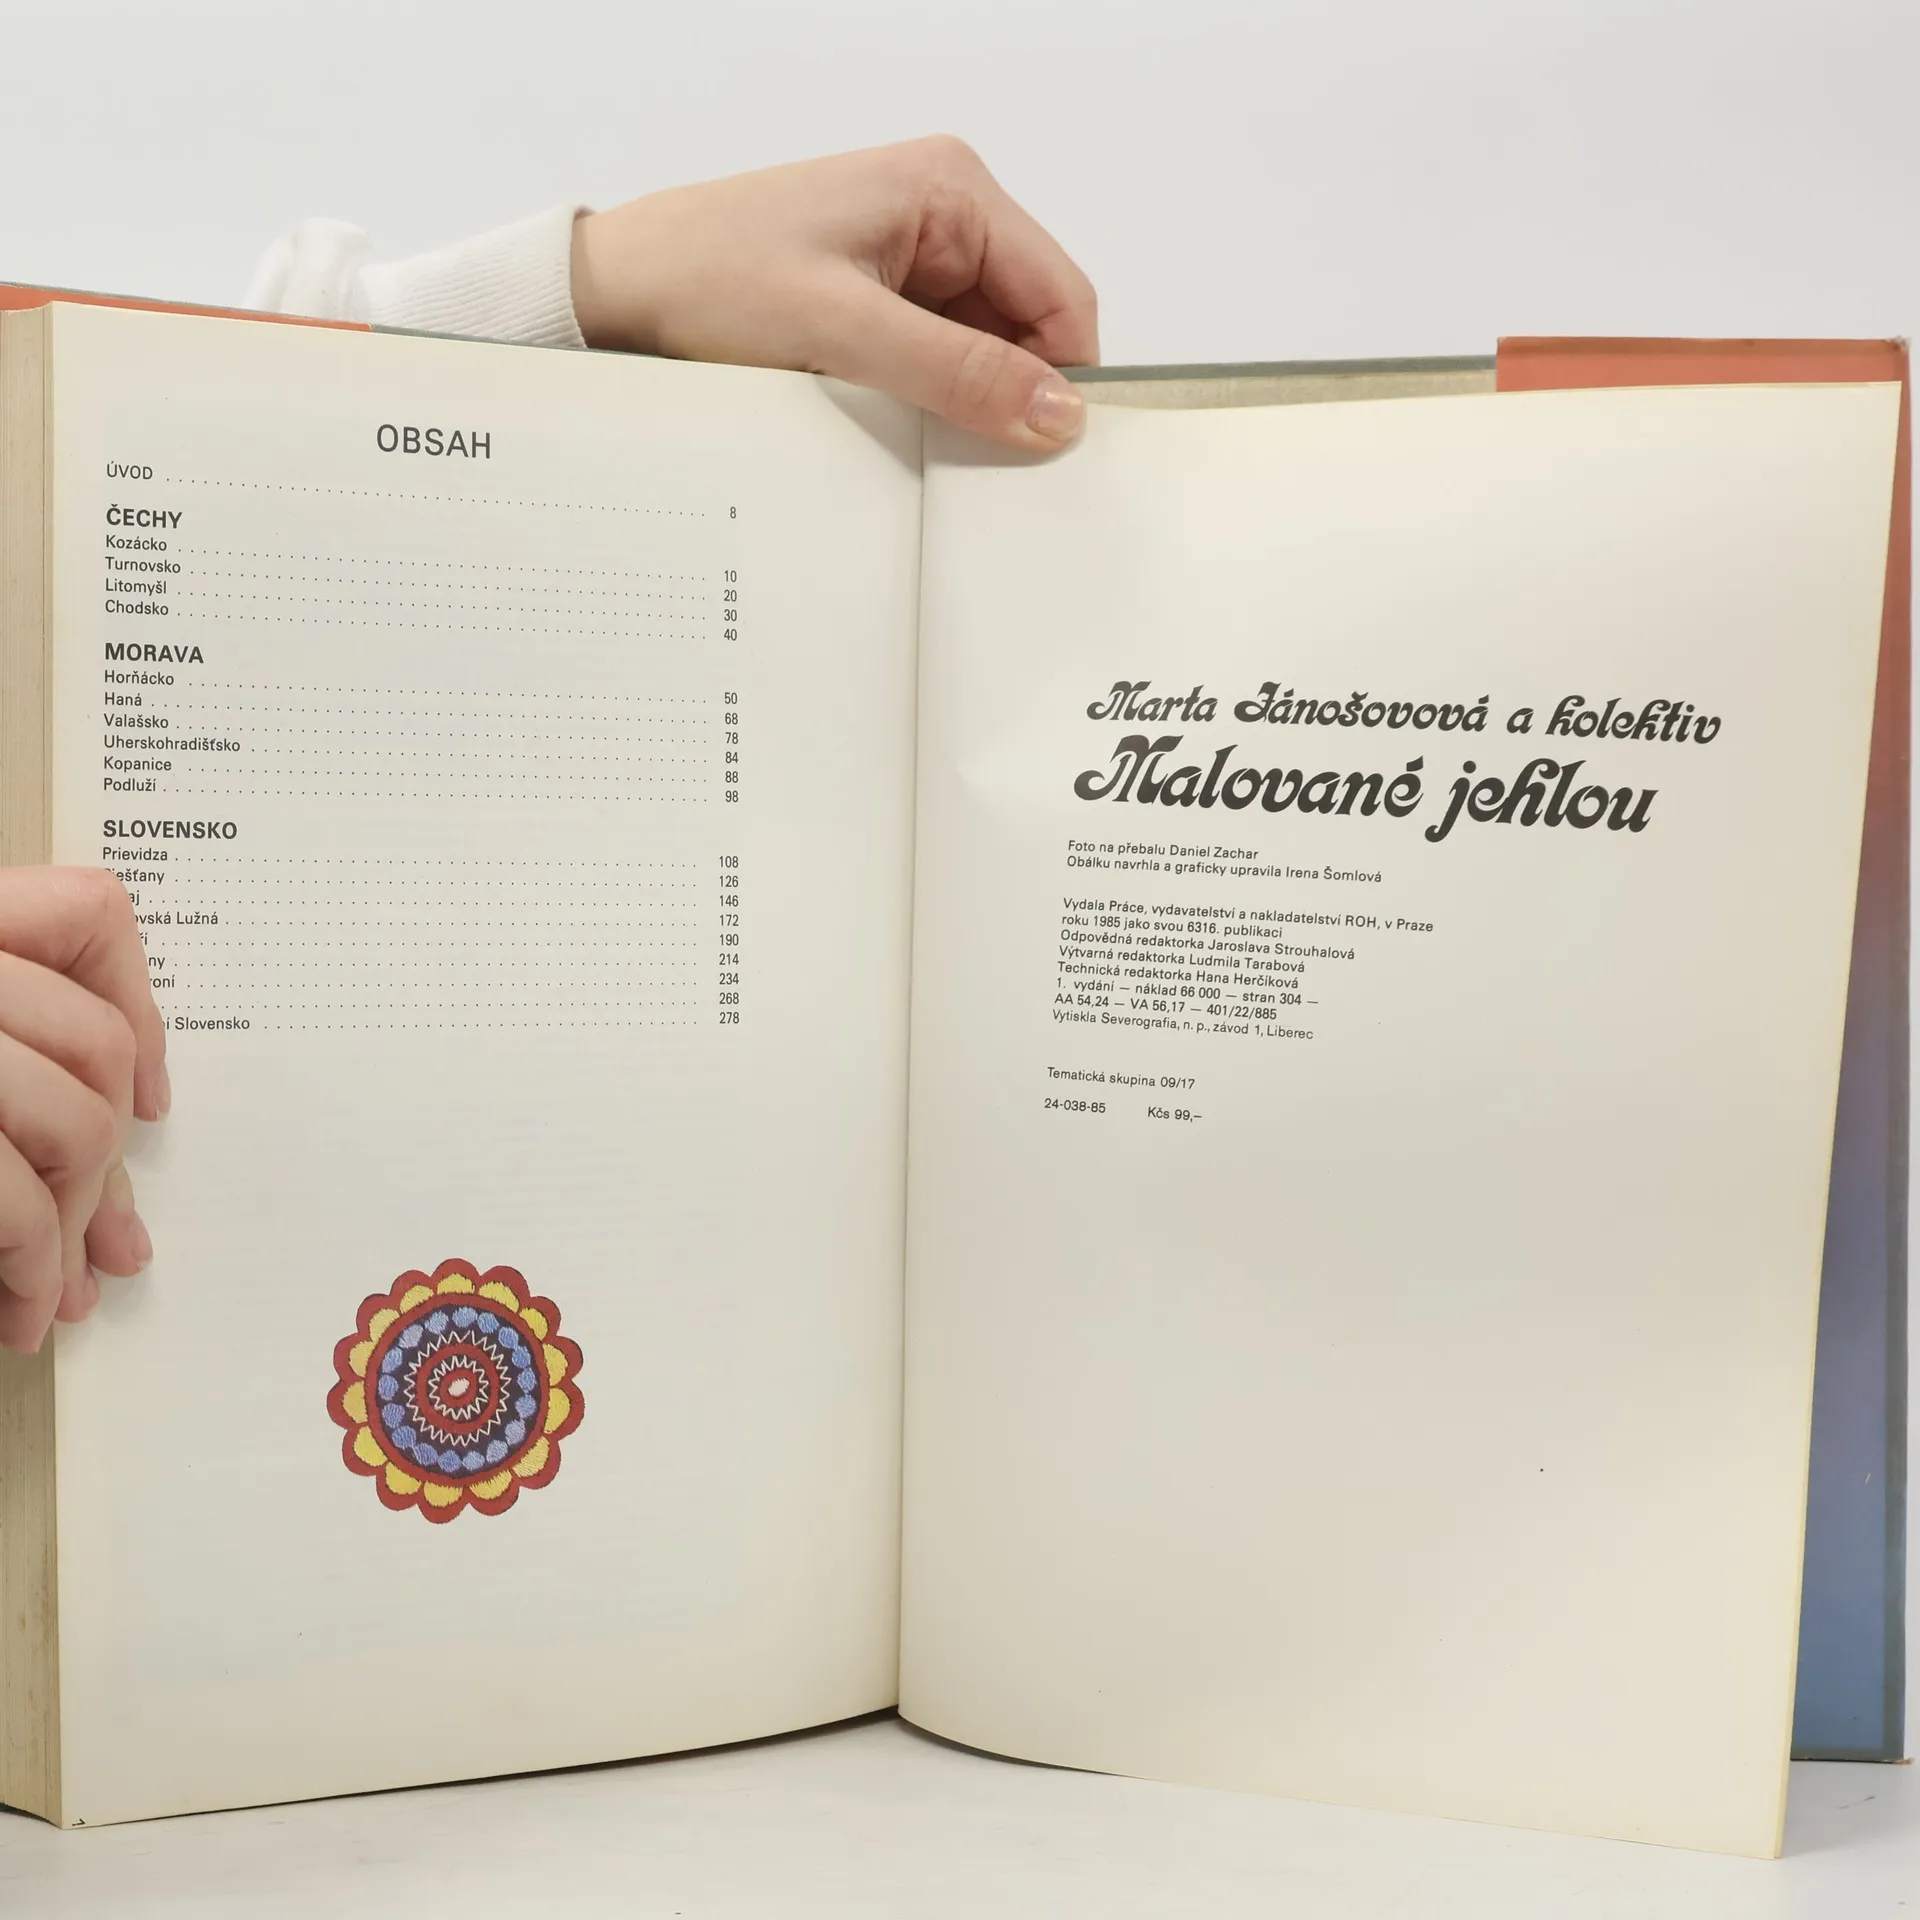 OBSAH
ÚVOD . . . . . . . . . . . . . . . . . . . . 8
ČECHY
Kozácko . . . . . . . . . . . . . . . . . . . . 10
Turnovsko . . . . . . . . . . . . . . . . . . . . 20
Litomyšl . . . . . . . . . . . . . . . . . . . . 30
Chodsko . . . . . . . . . . . . . . . . . . . . 40
MORAVA
Horňácko . . . . . . . . . . . . . . . . . . . . 50
Haná . . . . . . . . . . . . . . . . . . . . 68
Valašsko . . . . . . . . . . . . . . . . . . . . 78
Uherskohradišťsko . . . . . . . . . . . . . . . . . . . . 84
Kopanice . . . . . . . . . . . . . . . . . . . . 88
Podluží . . . . . . . . . . . . . . . . . . . . 98
SLOVENSKO
Prievidza . . . . . . . . . . . . . . . . . . . . 108
. . . . . . . . . . . . . . . . . . . . 126
. . . . . . . . . . . . . . . . . . . . 146
Lužná . . . . . . . . . . . . . . . . . . . . 172
. . . . . . . . . . . . . . . . . . . . 190
. . . . . . . . . . . . . . . . . . . . 214
. . . . . . . . . . . . . . . . . . . . 234
. . . . . . . . . . . . . . . . . . . . 268
Slovensko . . . . . . . . . . . . . . . . . . . . 278
Marta Jánošovová a kolektiv
Malované jehlou
Foto na přebalu Daniel Zachar
Obálku navrhla a graficky upravila Irena Šomlová
Vydala Práce, vydavatelství a nakladatelství ROH, v Praze
roku 1985 jako svou 6316. publikaci
Odpovědná redaktorka Jaroslava Strouhalová
Výtvarná redaktorka Ludmila Tarabová
Technická redaktorka Hana Herčíková
1. vydání — náklad 66 000 — stran 304 —
AA 54,24 — VA 56,17 — 401/22/885
Vytiskla Severografia, n. p., závod 1, Liberec
Tematická skupina 09/17
24-038-85 Kčs 99,—